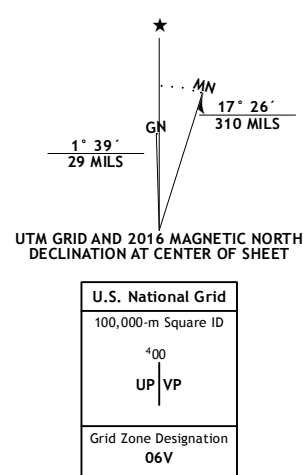 ★
MN
GN
1° 39´
29 MILS
17° 26´
310 MILS
UTM GRID AND 2016 MAGNETIC NORTH
DECLINATION AT CENTER OF SHEET
U.S. National Grid
100,000-m Square ID
⁴00
UP VP
Grid Zone Designation
06V